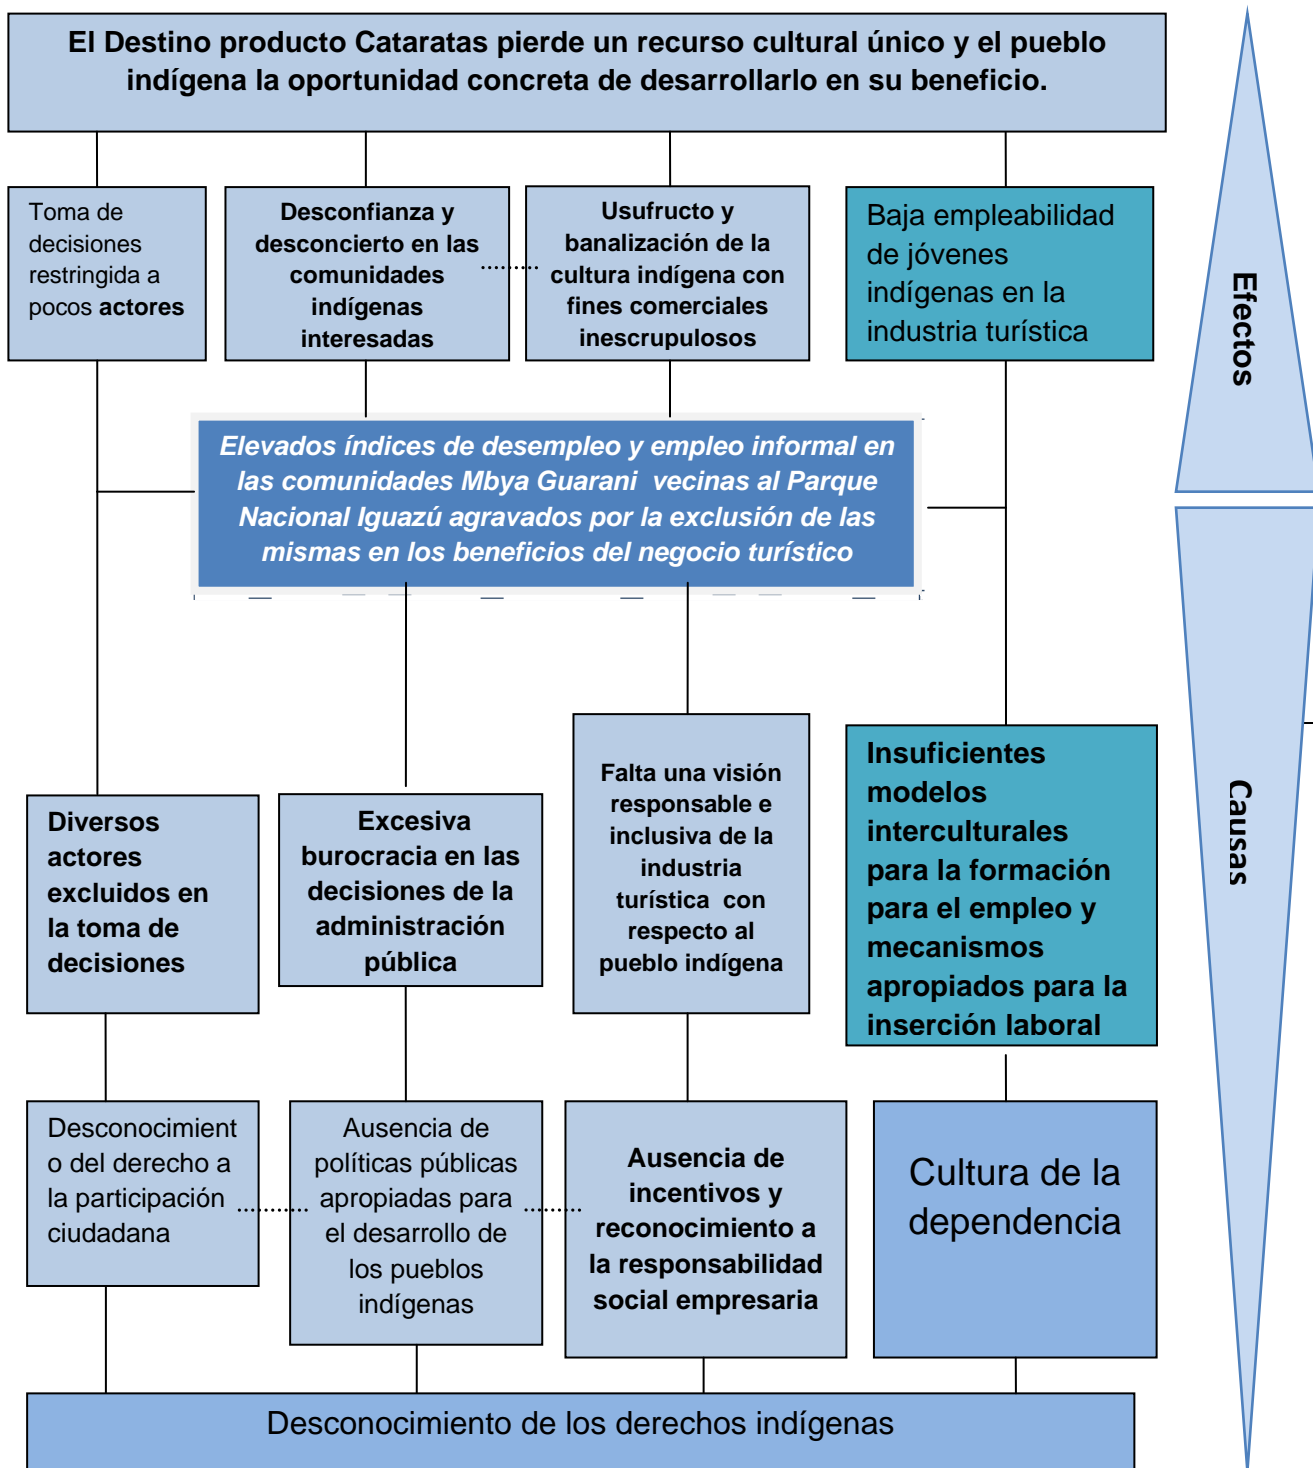 El Destino producto Cataratas pierde un recurso cultural único y el pueblo
indígena la oportunidad concreta de desarrollarlo en su beneficio.
Toma de
decisiones
restringida a
pocos actores
Desconfianza y
desconcierto en las
comunidades
indígenas
interesadas
Usufructo y
banalización de la
cultura indígena con
fines comerciales
inescrupulosos
Baja empleabilidad
de jóvenes
indígenas en la
industria turística
Efectos
Elevados índices de desempleo y empleo informal en
las comunidades Mbya Guarani vecinas al Parque
Nacional Iguazú agravados por la exclusión de las
mismas en los beneficios del negocio turístico
Diversos
actores
excluidos en
la toma de
decisiones
Excesiva
burocracia en las
decisiones de la
administración
pública
Falta una visión
responsable e
inclusiva de la
industria
turística con
respecto al
pueblo indígena
Insuficientes
modelos
interculturales
para la formación
para el empleo y
mecanismos
apropiados para la
inserción laboral
Causas
Desconocimient
o del derecho a
la participación
ciudadana
Ausencia de
políticas públicas
apropiadas para
el desarrollo de
los pueblos
indígenas
Ausencia de
incentivos y
reconocimiento a
la responsabilidad
social empresaria
Cultura de la
dependencia
Desconocimiento de los derechos indígenas